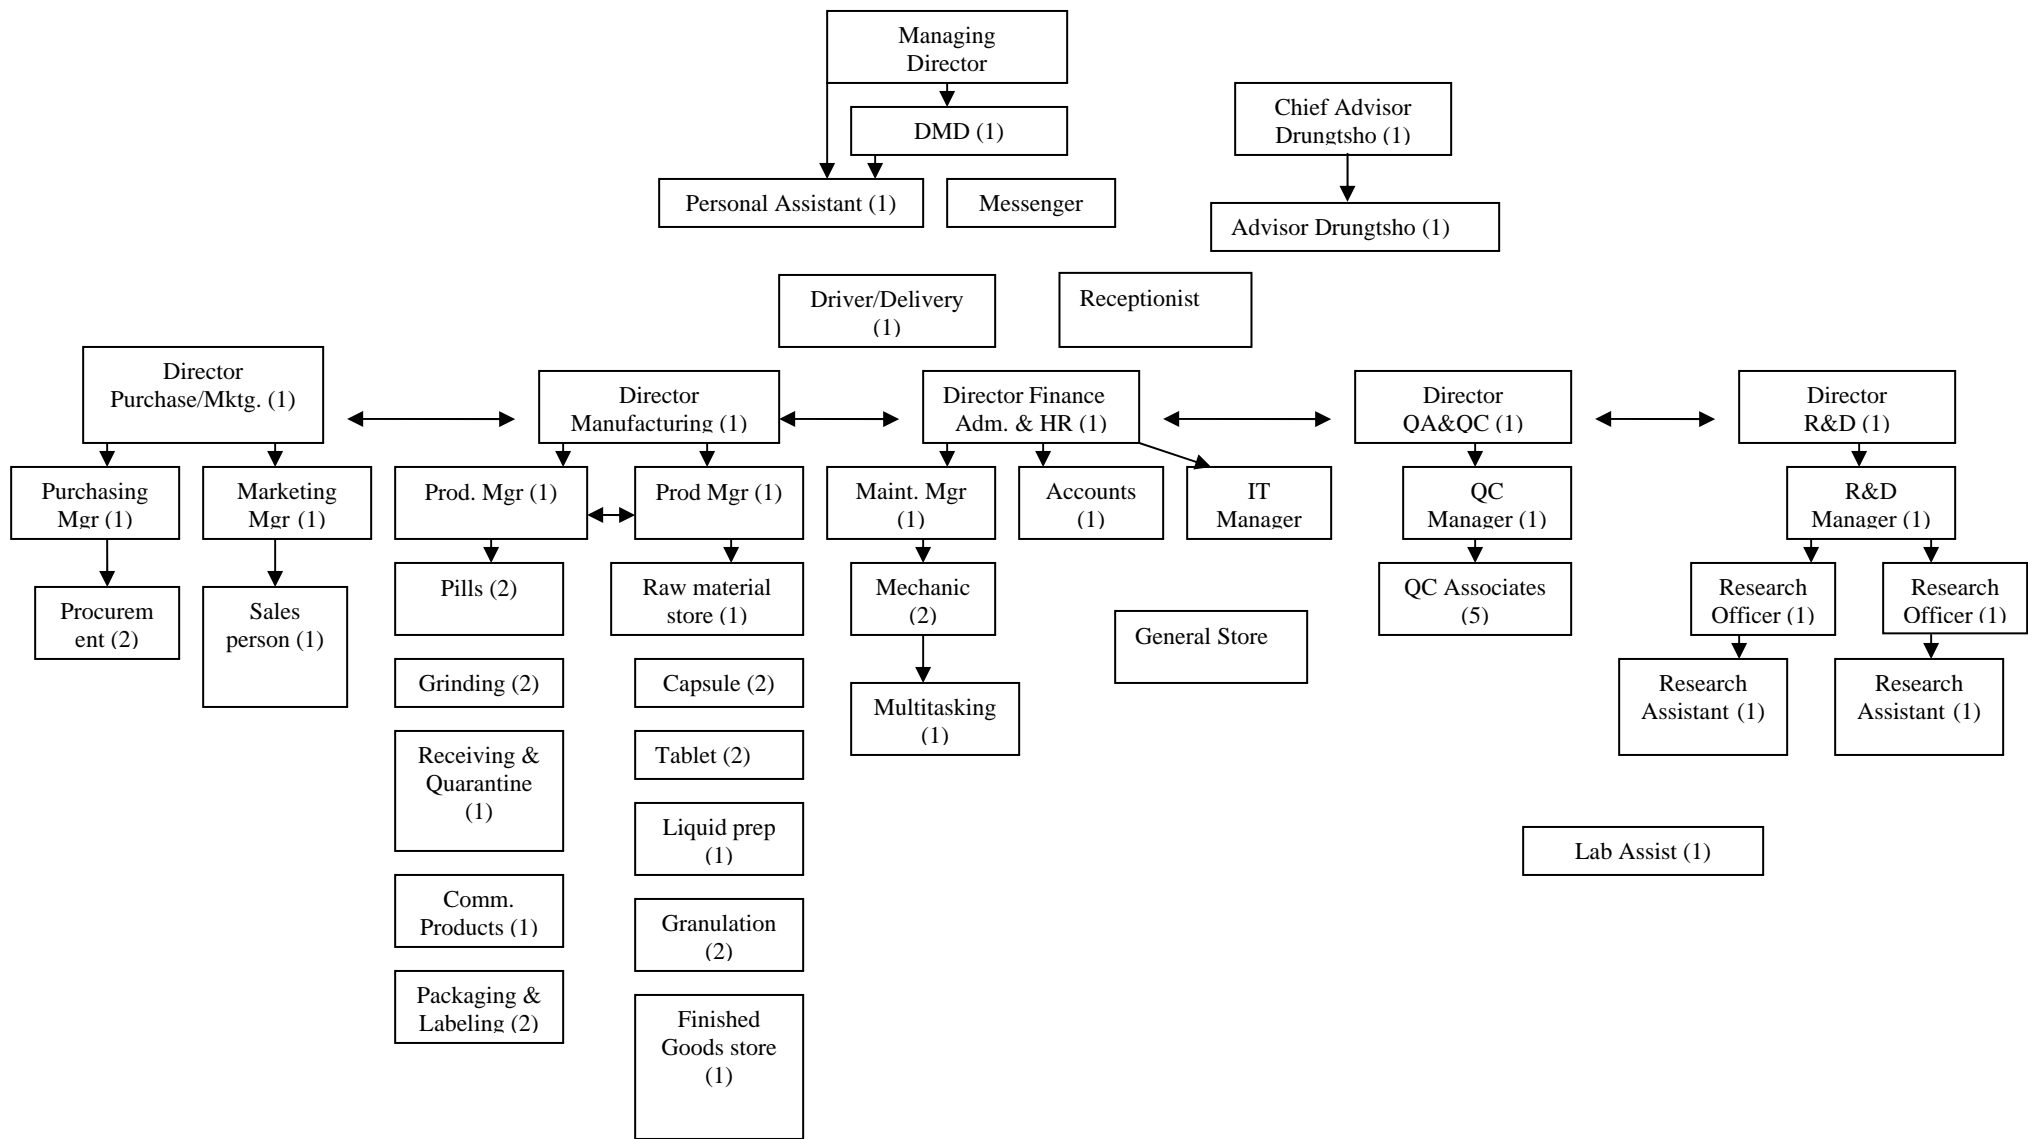 Managing
Director
Chief Advisor
Drungtsho (1)
DMD (1)
Personal Assistant (1)
Messenger
Advisor Drungtsho (1)
Driver/Delivery
(1)
Receptionist
Director
Purchase/Mktg. (1)
Director
Manufacturing (1)
Director Finance
Adm. & HR (1)
Director
QA&QC (1)
Director
R&D (1)
Purchasing
Mgr (1)
Marketing
Mgr (1)
Prod. Mgr (1)
Prod Mgr (1)
Maint. Mgr
(1)
Accounts
(1)
IT
Manager
QC
Manager (1)
R&D
Manager (1)
Procurem
ent (2)
Sales
person (1)
Pills (2)
Raw material
store (1)
Mechanic
(2)
General Store
QC Associates
(5)
Research
Officer (1)
Research
Officer (1)
Grinding (2)
Capsule (2)
Multitasking
(1)
Research
Assistant (1)
Research
Assistant (1)
Receiving &
Quarantine
(1)
Tablet (2)
Liquid prep
(1)
Lab Assist (1)
Comm.
Products (1)
Granulation
(2)
Packaging &
Labeling (2)
Finished
Goods store
(1)